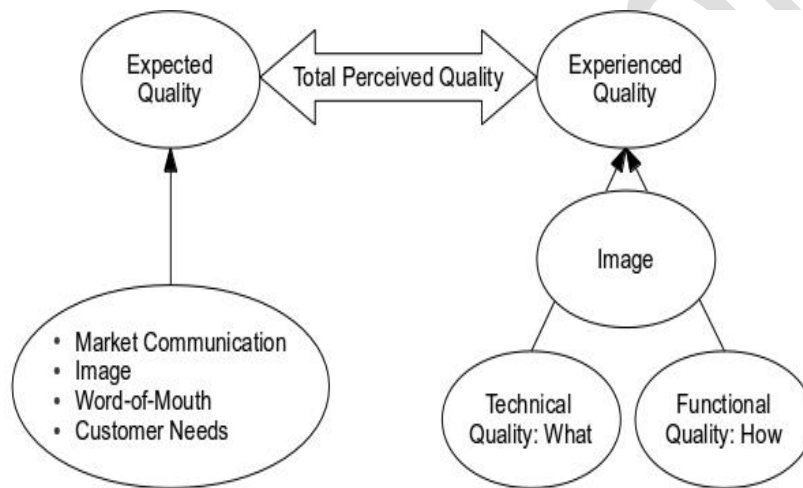 Expected
Quality
Total Perceived Quality
Experienced
Quality
Image
• Market Communication
• Image
• Word-of-Mouth
• Customer Needs
Technical
Quality: What
Functional
Quality: How